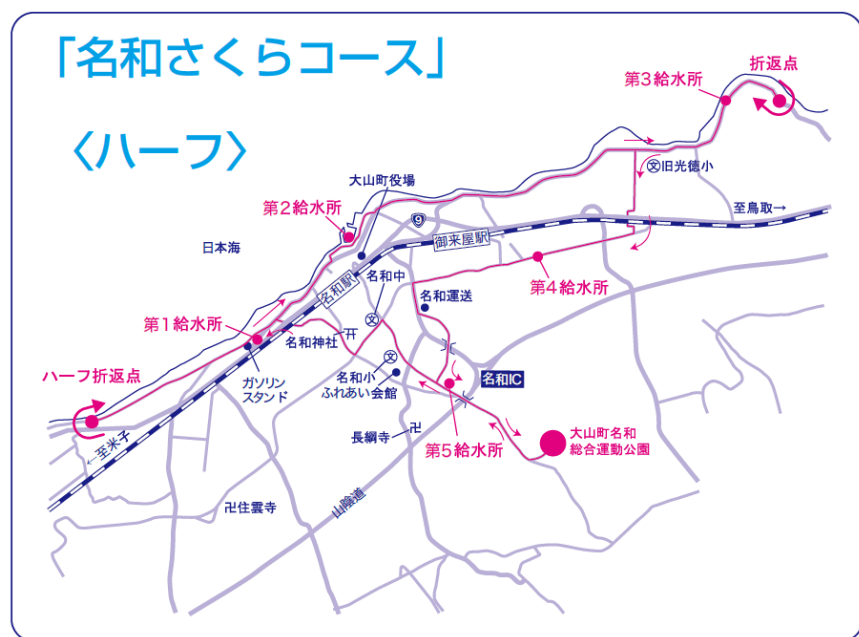 「名和さくらコース」
〈ハーフ〉
折返点
第3給水所
文旧光徳小
大山町役場
至鳥取→
第2給水所
9
日本海
御来屋駅
名和駅
名和中
文
第4給水所
名和運送
第1給水所
名和神社
ガソリン
スタンド
ハーフ折返点
文
名和小
ふれあい会館
名和IC
←至米子
長綱寺卍
第5給水所
大山町名和
総合運動公園
山陰道
卍住雲寺